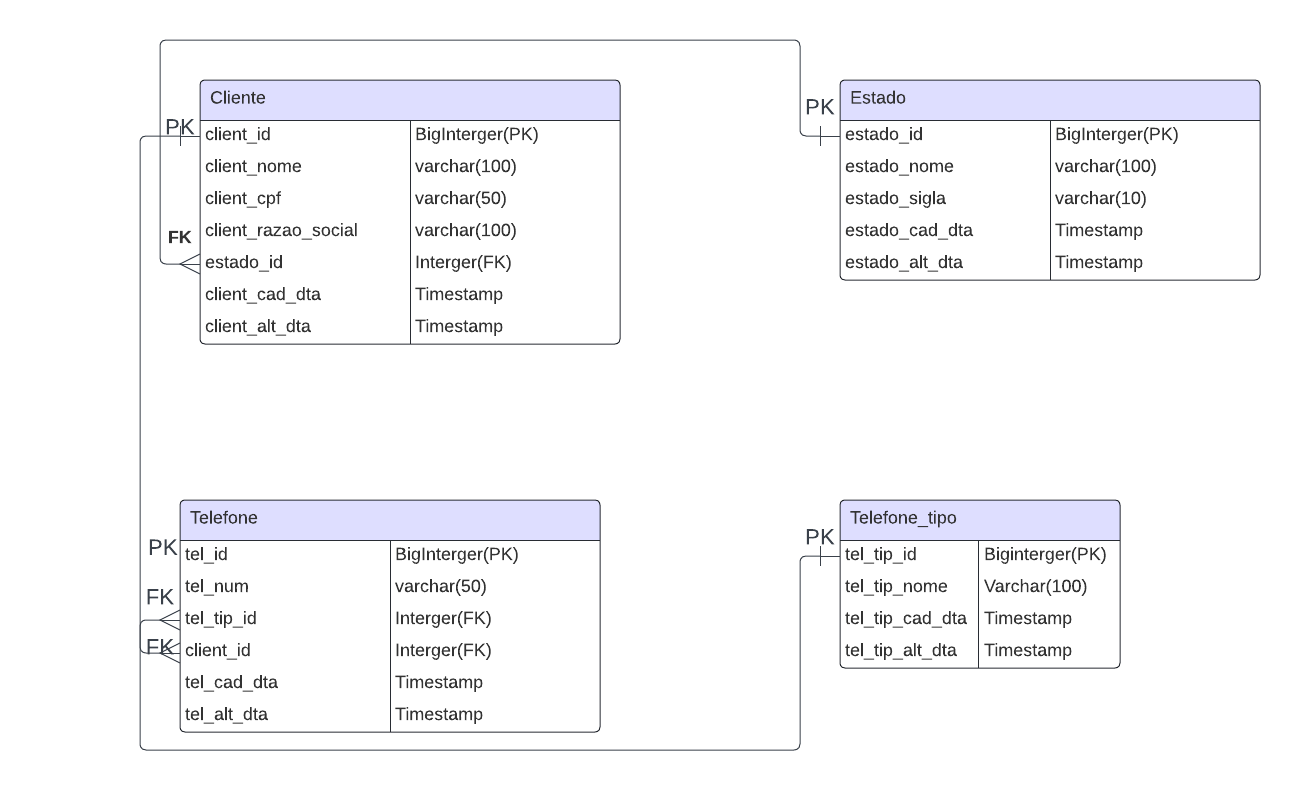 Cliente
PK client_id BigInterger(PK)
client_nome varchar(100)
client_cpf varchar(50)
client_razao_social varchar(100)
FK estado_id Interger(FK)
client_cad_dta Timestamp
client_alt_dta Timestamp
Estado
PK estado_id BigInterger(PK)
estado_nome varchar(100)
estado_sigla varchar(10)
estado_cad_dta Timestamp
estado_alt_dta Timestamp
Telefone
PK tel_id BigInterger(PK)
tel_num varchar(50)
FK tel_tip_id Interger(FK)
FK client_id Interger(FK)
tel_cad_dta Timestamp
tel_alt_dta Timestamp
Telefone_tipo
PK tel_tip_id Biginterger(PK)
tel_tip_nome Varchar(100)
tel_tip_cad_dta Timestamp
tel_tip_alt_dta Timestamp